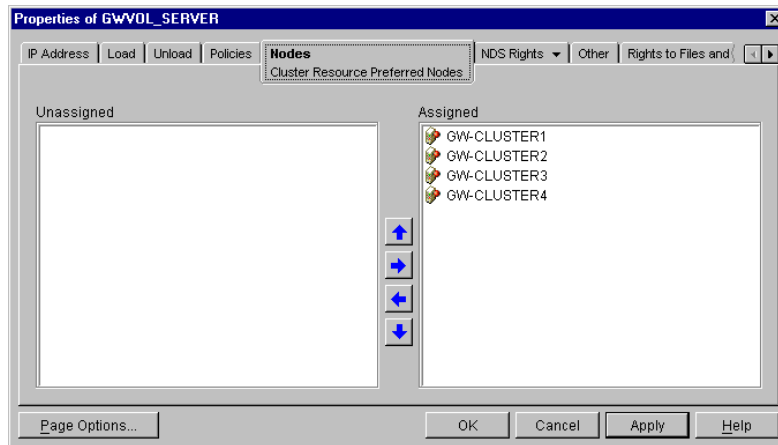 Properties of GWVOL_SERVER
IP Address Load Unload Policies Nodes NDS Rights Other Rights to Files and
Cluster Resource Preferred Nodes
Unassigned Assigned
GW-CLUSTER1
GW-CLUSTER2
GW-CLUSTER3
GW-CLUSTER4
Page Options... OK Cancel Apply Help